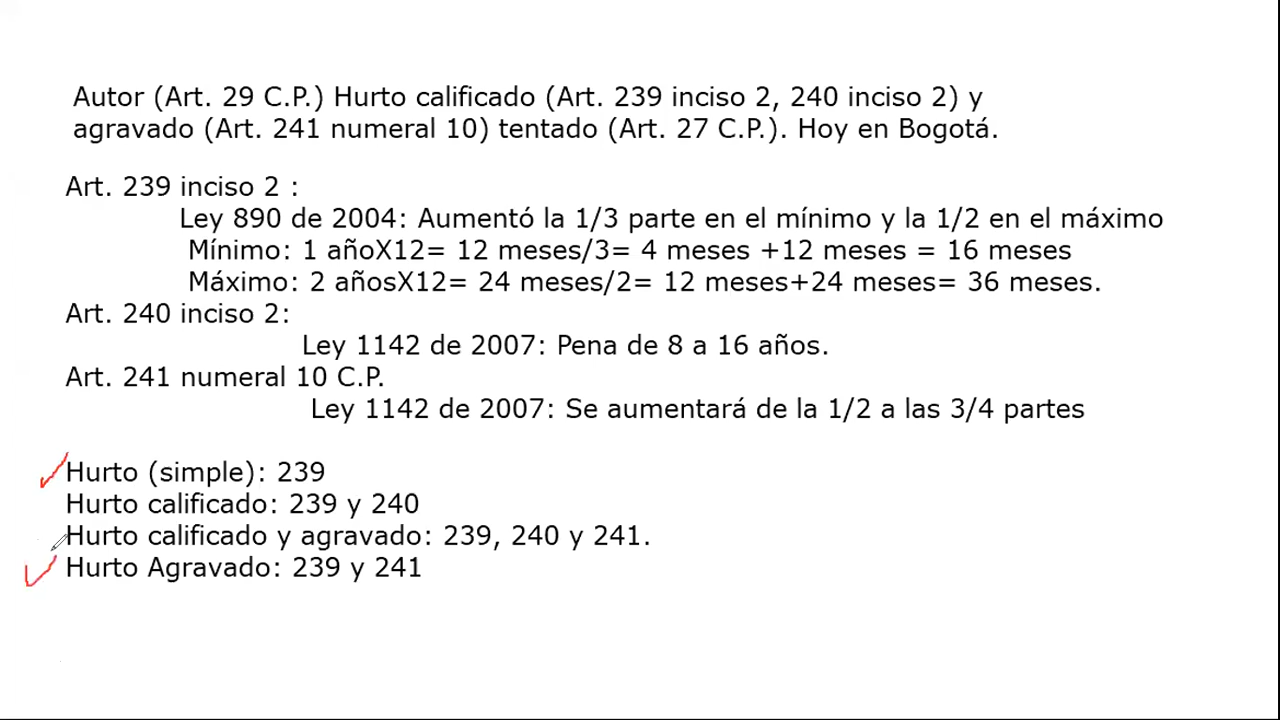 Autor (Art. 29 C.P.) Hurto calificado (Art. 239 inciso 2, 240 inciso 2) y
agravado (Art. 241 numeral 10) tentado (Art. 27 C.P.). Hoy en Bogotá.
Art. 239 inciso 2 :
Ley 890 de 2004: Aumentó la 1/3 parte en el mínimo y la 1/2 en el máximo
Mínimo: 1 añoX12= 12 meses/3= 4 meses +12 meses = 16 meses
Máximo: 2 añosX12= 24 meses/2= 12 meses+24 meses= 36 meses.
Art. 240 inciso 2:
Ley 1142 de 2007: Pena de 8 a 16 años.
Art. 241 numeral 10 C.P.
Ley 1142 de 2007: Se aumentará de la 1/2 a las 3/4 partes
Hurto (simple): 239
Hurto calificado: 239 y 240
Hurto calificado y agravado: 239, 240 y 241.
Hurto Agravado: 239 y 241